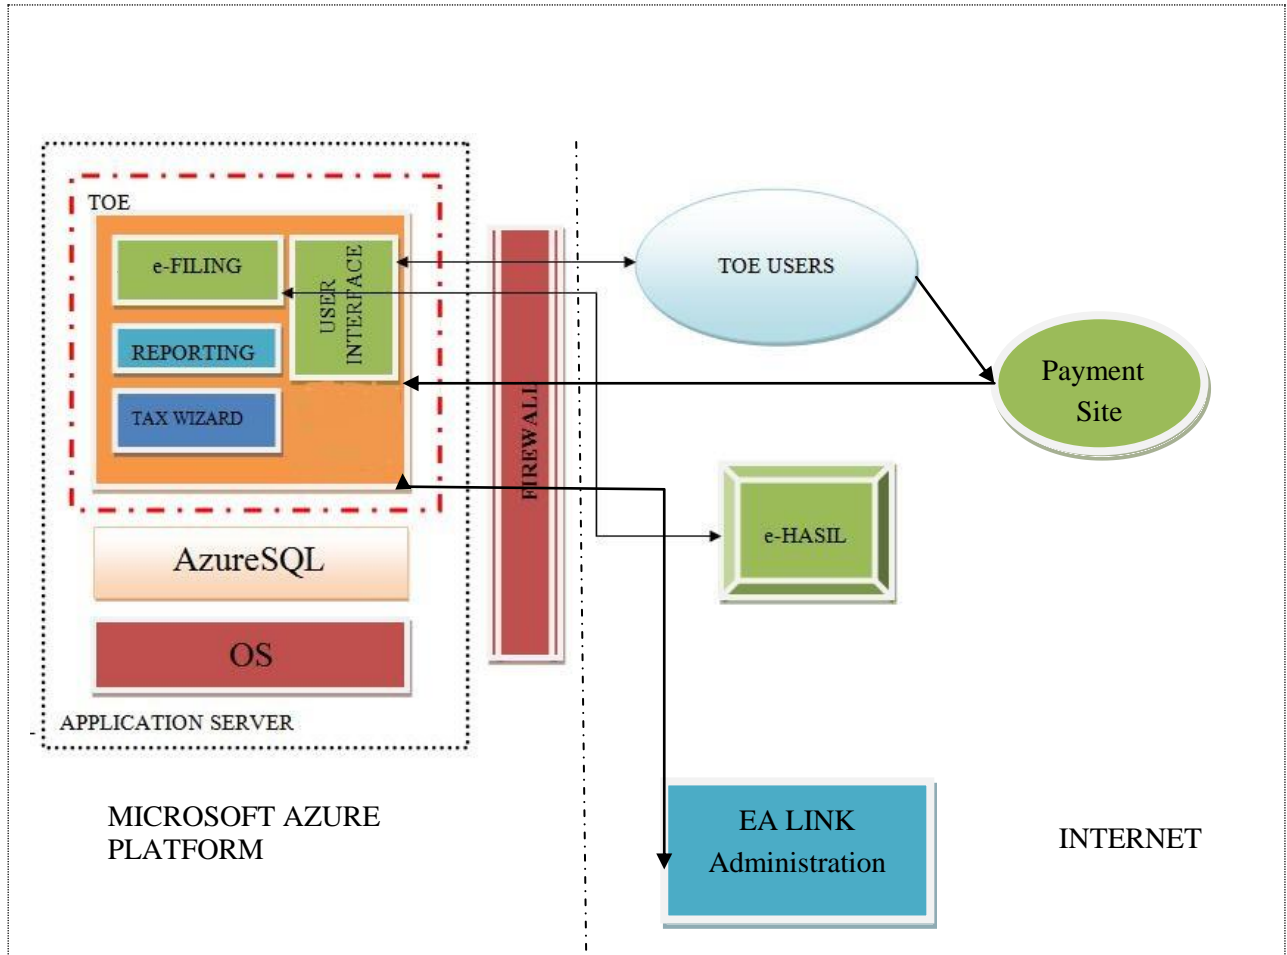 TOE
e-FILING
USER
INTERFACE
REPORTING
TAX WIZARD
AzureSQL
OS
APPLICATION SERVER
-
FIREWALL
TOE USERS
Payment
Site
e-HASIL
MICROSOFT AZURE
PLATFORM
EA LINK
Administration
INTERNET